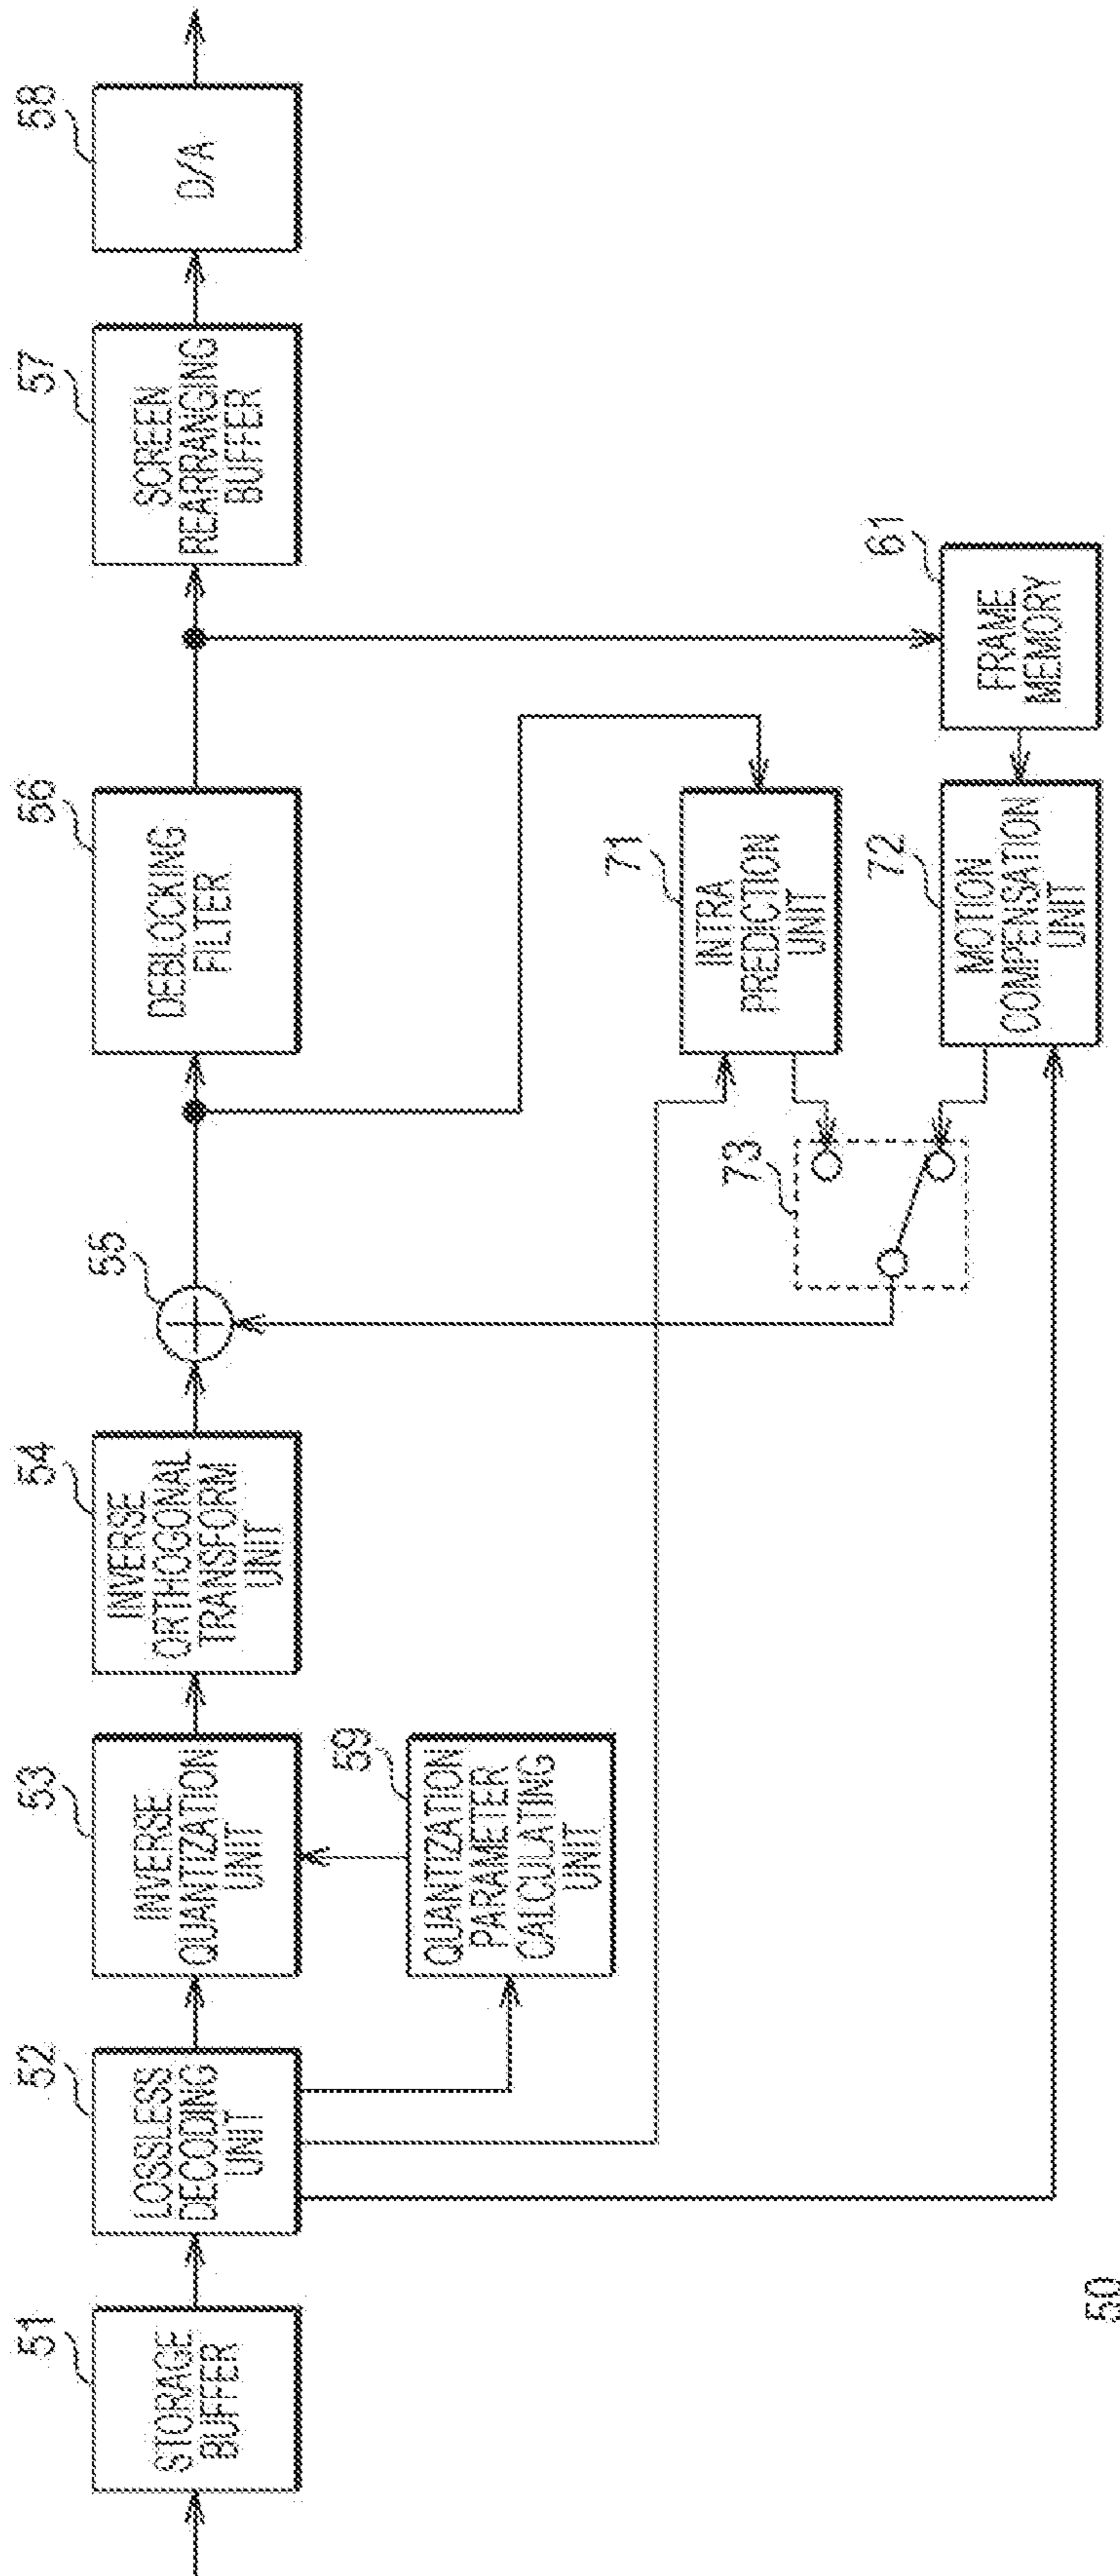 51
STORAGE
BUFFER
52
LOSSLESS
DECODING
UNIT
53
INVERSE
QUANTIZATION
UNIT
54
INVERSE
ORTHOGONAL
TRANSFORM
UNIT
55
56
DEBLOCKING
FILTER
57
SCREEN
REARRANGING
BUFFER
58
D/A
59
QUANTIZATION
PARAMETER
CALCULATING
UNIT
71
INTRA
PREDICTION
UNIT
73
72
MOTION
COMPENSATION
UNIT
61
FRAME
MEMORY
50